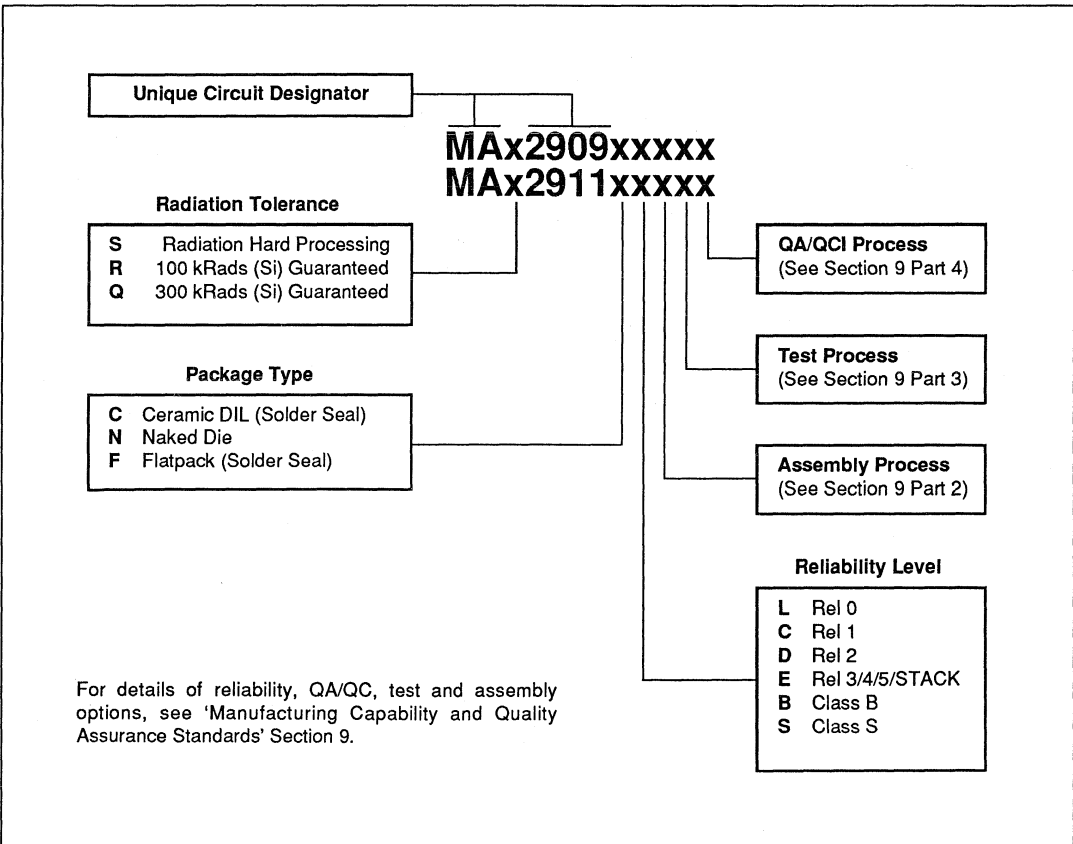 Unique Circuit Designator
MAx2909xxxxx
MAx2911xxxxx
Radiation Tolerance
S Radiation Hard Processing
R 100 kRads (Si) Guaranteed
Q 300 kRads (Si) Guaranteed
Package Type
C Ceramic DIL (Solder Seal)
N Naked Die
F Flatpack (Solder Seal)
QA/QCI Process
(See Section 9 Part 4)
Test Process
(See Section 9 Part 3)
Assembly Process
(See Section 9 Part 2)
Reliability Level
L Rel 0
C Rel 1
D Rel 2
E Rel 3/4/5/STACK
B Class B
S Class S
For details of reliability, QA/QC, test and assembly
options, see 'Manufacturing Capability and Quality
Assurance Standards' Section 9.